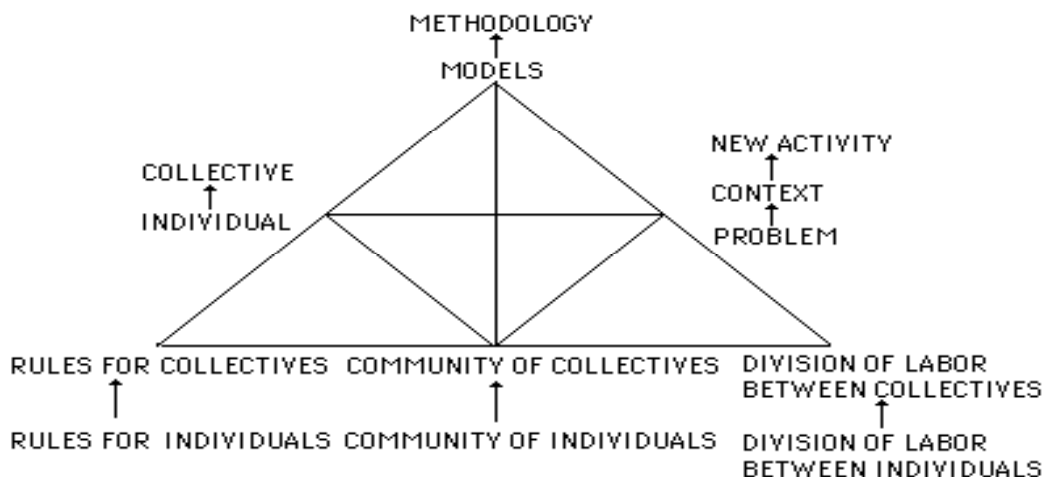 METHODOLOGY
MODELS
COLLECTIVE
INDIVIDUAL
NEW ACTIVITY
CONTEXT
PROBLEM
RULES FOR COLLECTIVES
COMMUNITY OF COLLECTIVES
DIVISION OF LABOR
BETWEEN COLLECTIVES
RULES FOR INDIVIDUALS
COMMUNITY OF INDIVIDUALS
DIVISION OF LABOR
BETWEEN INDIVIDUALS